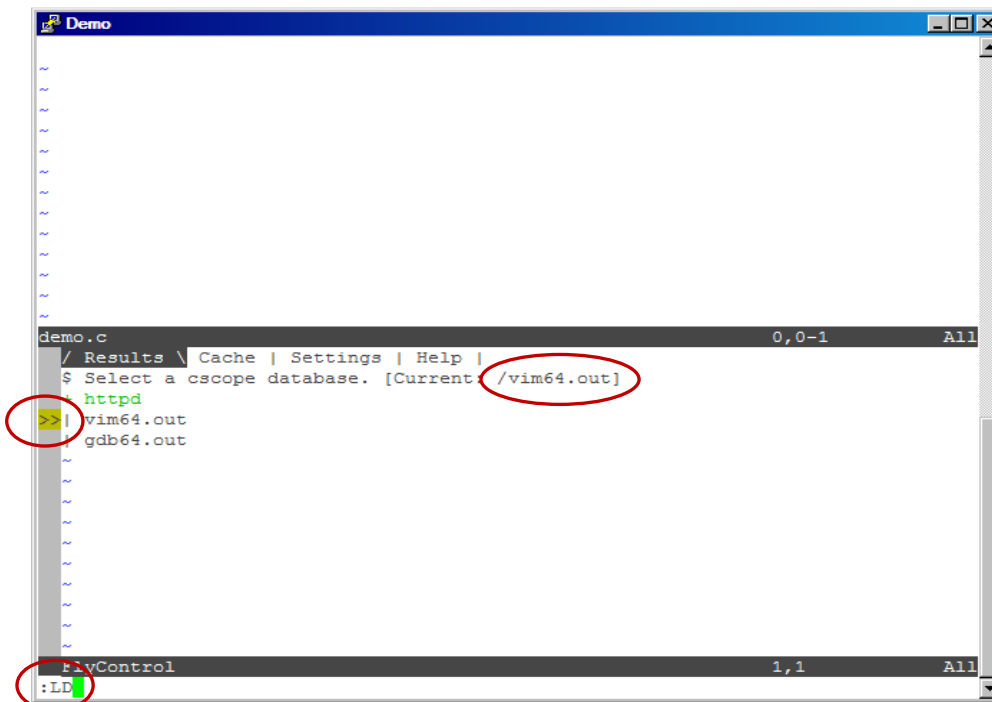 Demo
~
~
~
~
~
~
~
~
~
~
~
~
~
demo.c 0,0-1 All
/ Results \ Cache | Settings | Help |
$ Select a cscope database. [Current: /vim64.out]
+ httpd
>>| vim64.out
| gdb64.out
~
~
~
~
~
~
~
~
~
~
FlyControl 1,1 All
:LD